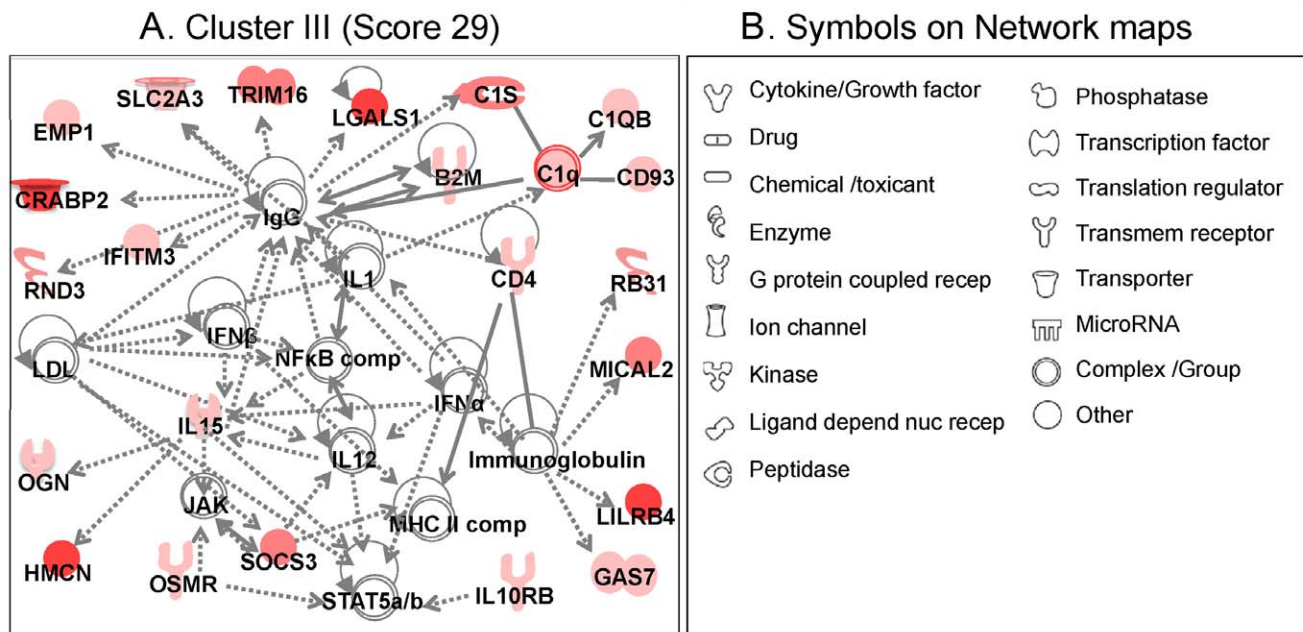 A. Cluster III (Score 29)
B. Symbols on Network maps
SLC2A3
TRIM16
LGALS1
C1S
C1QB
EMP1
B2M
C1q
CD93
CRABP2
IgG
IFITM3
RND3
IL1
CD4
RB31
IFNβ
NFκB comp
LDL
MICAL2
IFNα
IL15
IL12
Immunoglobulin
OGN
JAK
MHC II comp
LILRB4
HMCN
OSMR
SOCS3
STAT5a/b
IL10RB
GAS7
Cytokine/Growth factor
Drug
Chemical /toxicant
Enzyme
G protein coupled recep
Ion channel
Kinase
Ligand depend nuc recep
Peptidase
Phosphatase
Transcription factor
Translation regulator
Transmem receptor
Transporter
MicroRNA
Complex /Group
Other